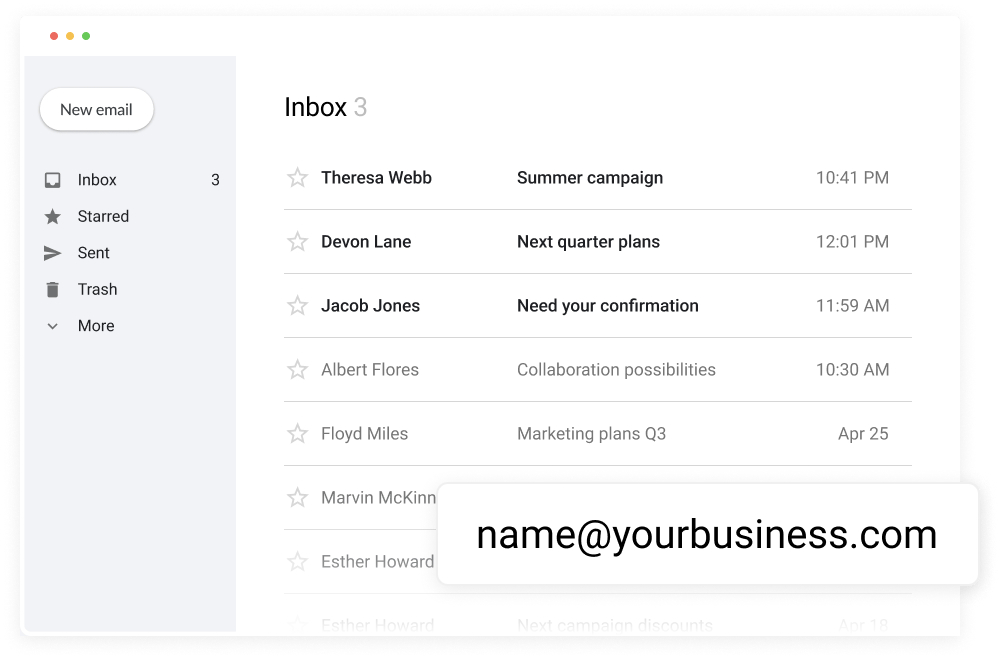 New email
Inbox 3
Starred
Sent
Trash
More
Inbox 3
Theresa Webb Summer campaign 10:41 PM
Devon Lane Next quarter plans 12:01 PM
Jacob Jones Need your confirmation 11:59 AM
Albert Flores Collaboration possibilities 10:30 AM
Floyd Miles Marketing plans Q3 Apr 25
Marvin McKinn
name@yourbusiness.com
Esther Howard
Esther Howard Next campaign discounts Apr 18